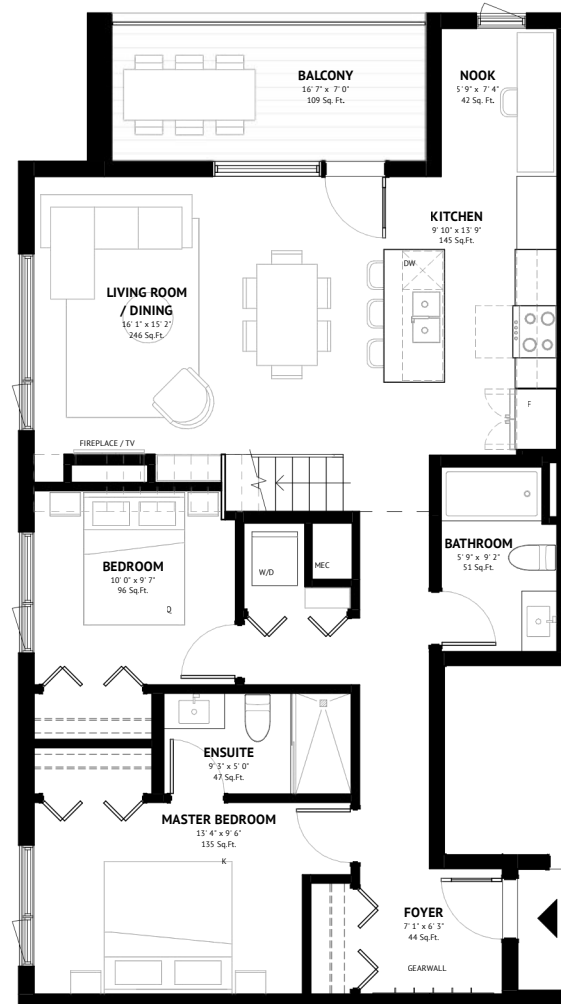 BALCONY
16' 7" x 7' 0"
109 Sq. Ft.
NOOK
5' 9" x 7' 4"
42 Sq. Ft.
KITCHEN
9' 10" x 13' 9"
145 Sq.Ft.
DW
LIVING ROOM
/ DINING
16' 1" x 15' 2"
246 Sq.Ft.
F
FIREPLACE / TV
BATHROOM
5' 9" x 9' 2"
51 Sq.Ft.
BEDROOM
10' 0" x 9' 7"
96 Sq.Ft.
Q
W/D
MEC
ENSUITE
9' 3" x 5' 0"
47 Sq.Ft.
MASTER BEDROOM
13' 4" x 9' 6"
135 Sq.Ft.
K
FOYER
7' 1" x 6' 3"
44 Sq.Ft.
GEARWALL